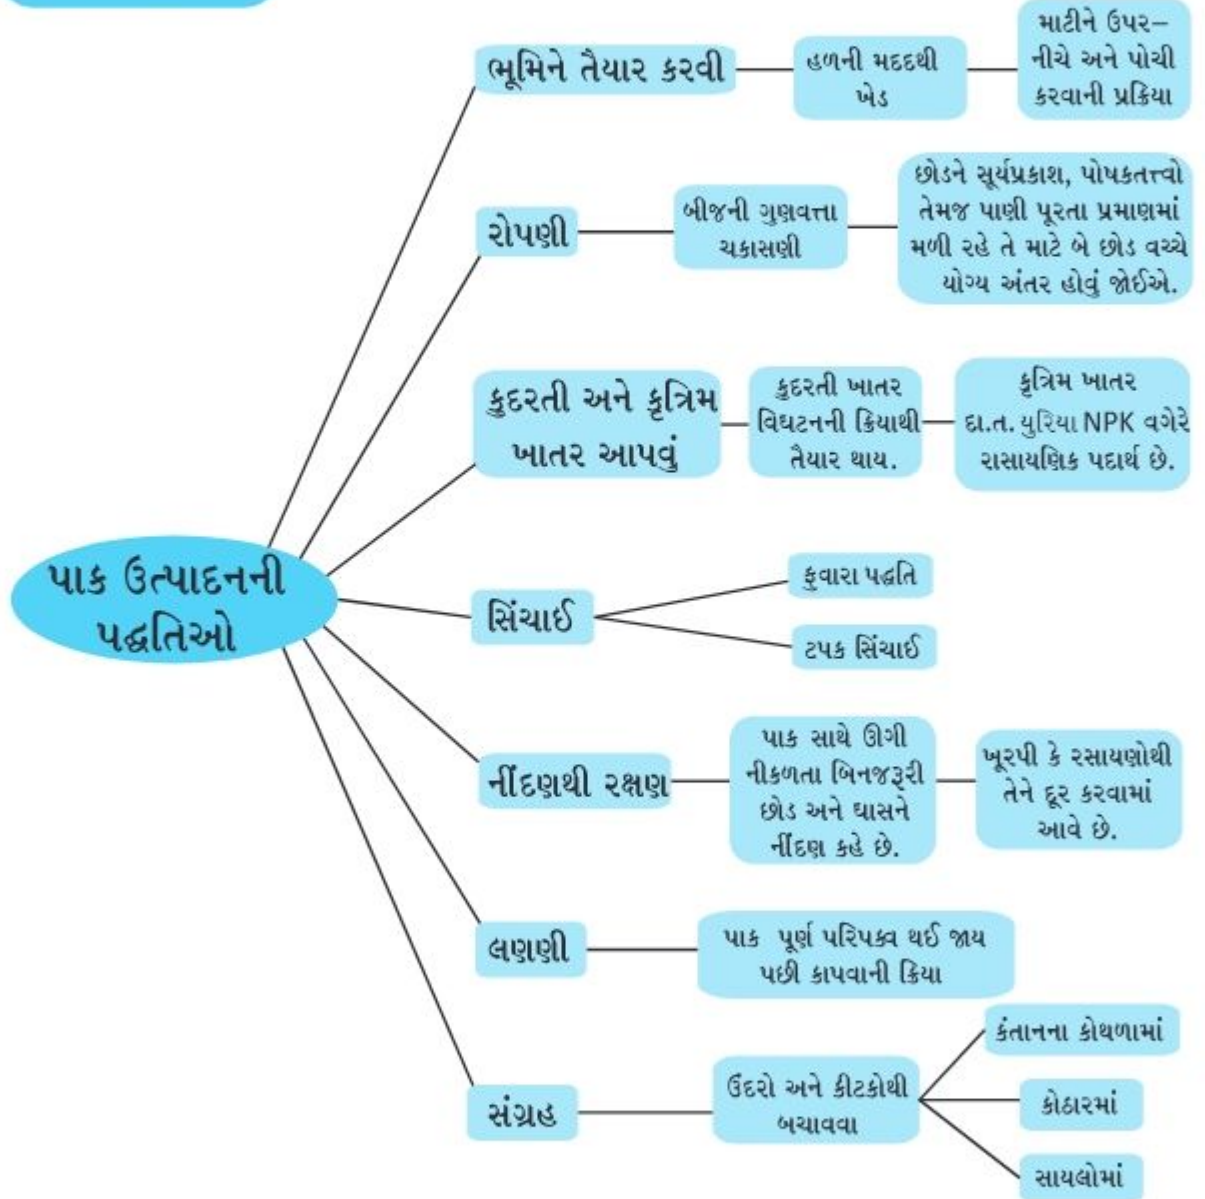 ભૂમિને તૈયાર કરવી
હળની મદદથી
ખેડ
માટીને ઉપર–
નીચે અને પોચી
કરવાની પ્રક્રિયા
રોપણી
બીજની ગુણવત્તા
ચકાસણી
છોડને સૂર્યપ્રકાશ, પોષકતત્ત્વો
તેમજ પાણી પૂરતા પ્રમાણમાં
મળી રહે તે માટે બે છોડ વચ્ચે
યોગ્ય અંતર હોવું જોઈએ.
કુદરતી અને કૃત્રિમ
ખાતર આપવું
કુદરતી ખાતર
વિઘટનની ક્રિયાથી
તૈયાર થાય.
કૃત્રિમ ખાતર
દા.ત. યુરિયા NPK વગેરે
રાસાયણિક પદાર્થ છે.
પાક ઉત્પાદનની
પદ્ધતિઓ
સિંચાઈ
ફુવારા પદ્ધતિ
ટપક સિંચાઈ
નીંદણથી રક્ષણ
પાક સાથે ઊગી
નીકળતા બિનજરૂરી
છોડ અને ઘાસને
નીંદણ કહે છે.
ખૂરપી કે રસાયણોથી
તેને દૂર કરવામાં
આવે છે.
લણણી
પાક પૂર્ણ પરિપક્વ થઈ જાય
પછી કાપવાની ક્રિયા
સંગ્રહ
ઉંદરો અને કીટકોથી
બચાવવા
કંતાનના કોથળામાં
કોઠારમાં
સાયલોમાં